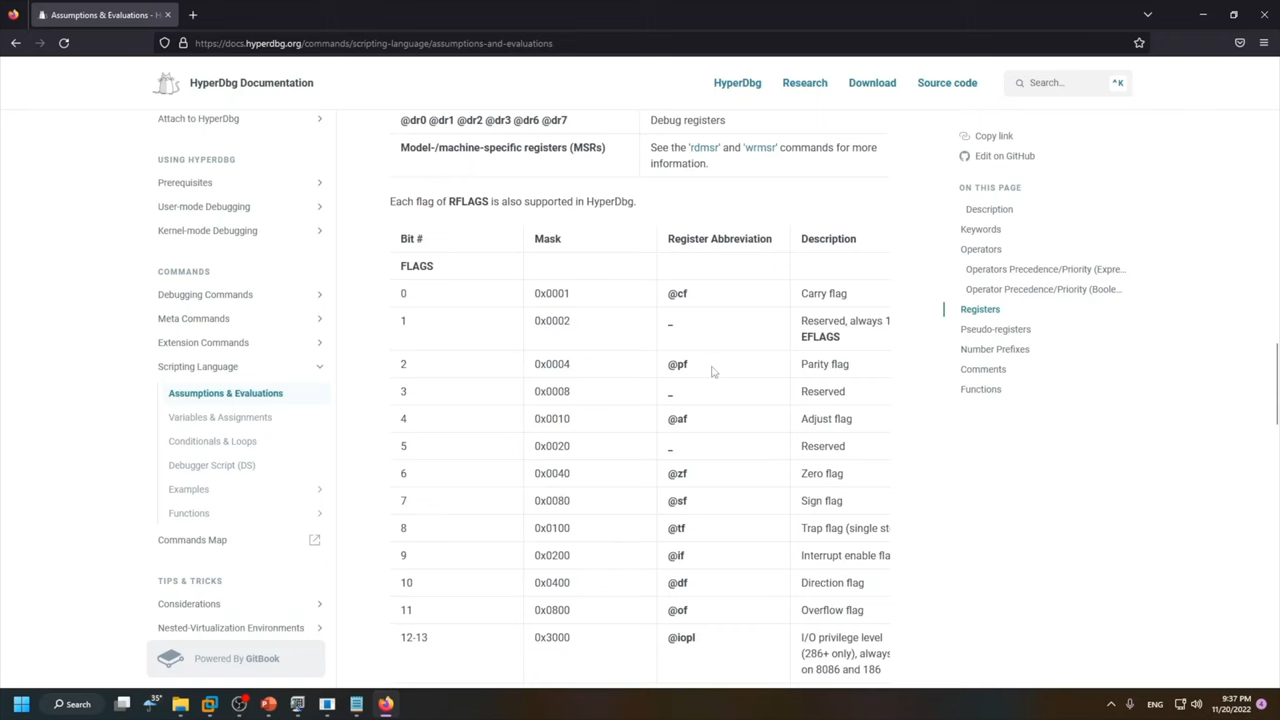 Assumptions & Evaluations - H
https://docs.hyperdbg.org/commands/scripting-language/assumptions-and-evaluations
HyperDbg Documentation
HyperDbg
Research
Download
Source code
Search...
^K
Attach to HyperDbg
USING HYPERDBG
Prerequisites
User-mode Debugging
Kernel-mode Debugging
COMMANDS
Debugging Commands
Meta Commands
Extension Commands
Scripting Language
Assumptions & Evaluations
Variables & Assignments
Conditionals & Loops
Debugger Script (DS)
Examples
Functions
Commands Map
TIPS & TRICKS
Considerations
Nested-Virtualization Environments
Powered By GitBook
@dr0 @dr1 @dr2 @dr3 @dr6 @dr7 Debug registers
Model-/machine-specific registers (MSRs) See the 'rdmsr' and 'wrmsr' commands for more
information.
Each flag of RFLAGS is also supported in HyperDbg.
Bit # Mask Register Abbreviation Description
FLAGS
0 0x0001 @cf Carry flag
1 0x0002 _ Reserved, always 1
EFLAGS
2 0x0004 @pf Parity flag
3 0x0008 _ Reserved
4 0x0010 @af Adjust flag
5 0x0020 _ Reserved
6 0x0040 @zf Zero flag
7 0x0080 @sf Sign flag
8 0x0100 @tf Trap flag (single st
9 0x0200 @if Interrupt enable fla
10 0x0400 @df Direction flag
11 0x0800 @of Overflow flag
12-13 0x3000 @iopl I/O privilege level
(286+ only), always
on 8086 and 186
Copy link
Edit on GitHub
ON THIS PAGE
Description
Keywords
Operators
Operators Precedence/Priority (Expre...
Operator Precedence/Priority (Boole...
Registers
Pseudo-registers
Number Prefixes
Comments
Functions
Search
35°
ENG
9:37 PM
11/20/2022
4